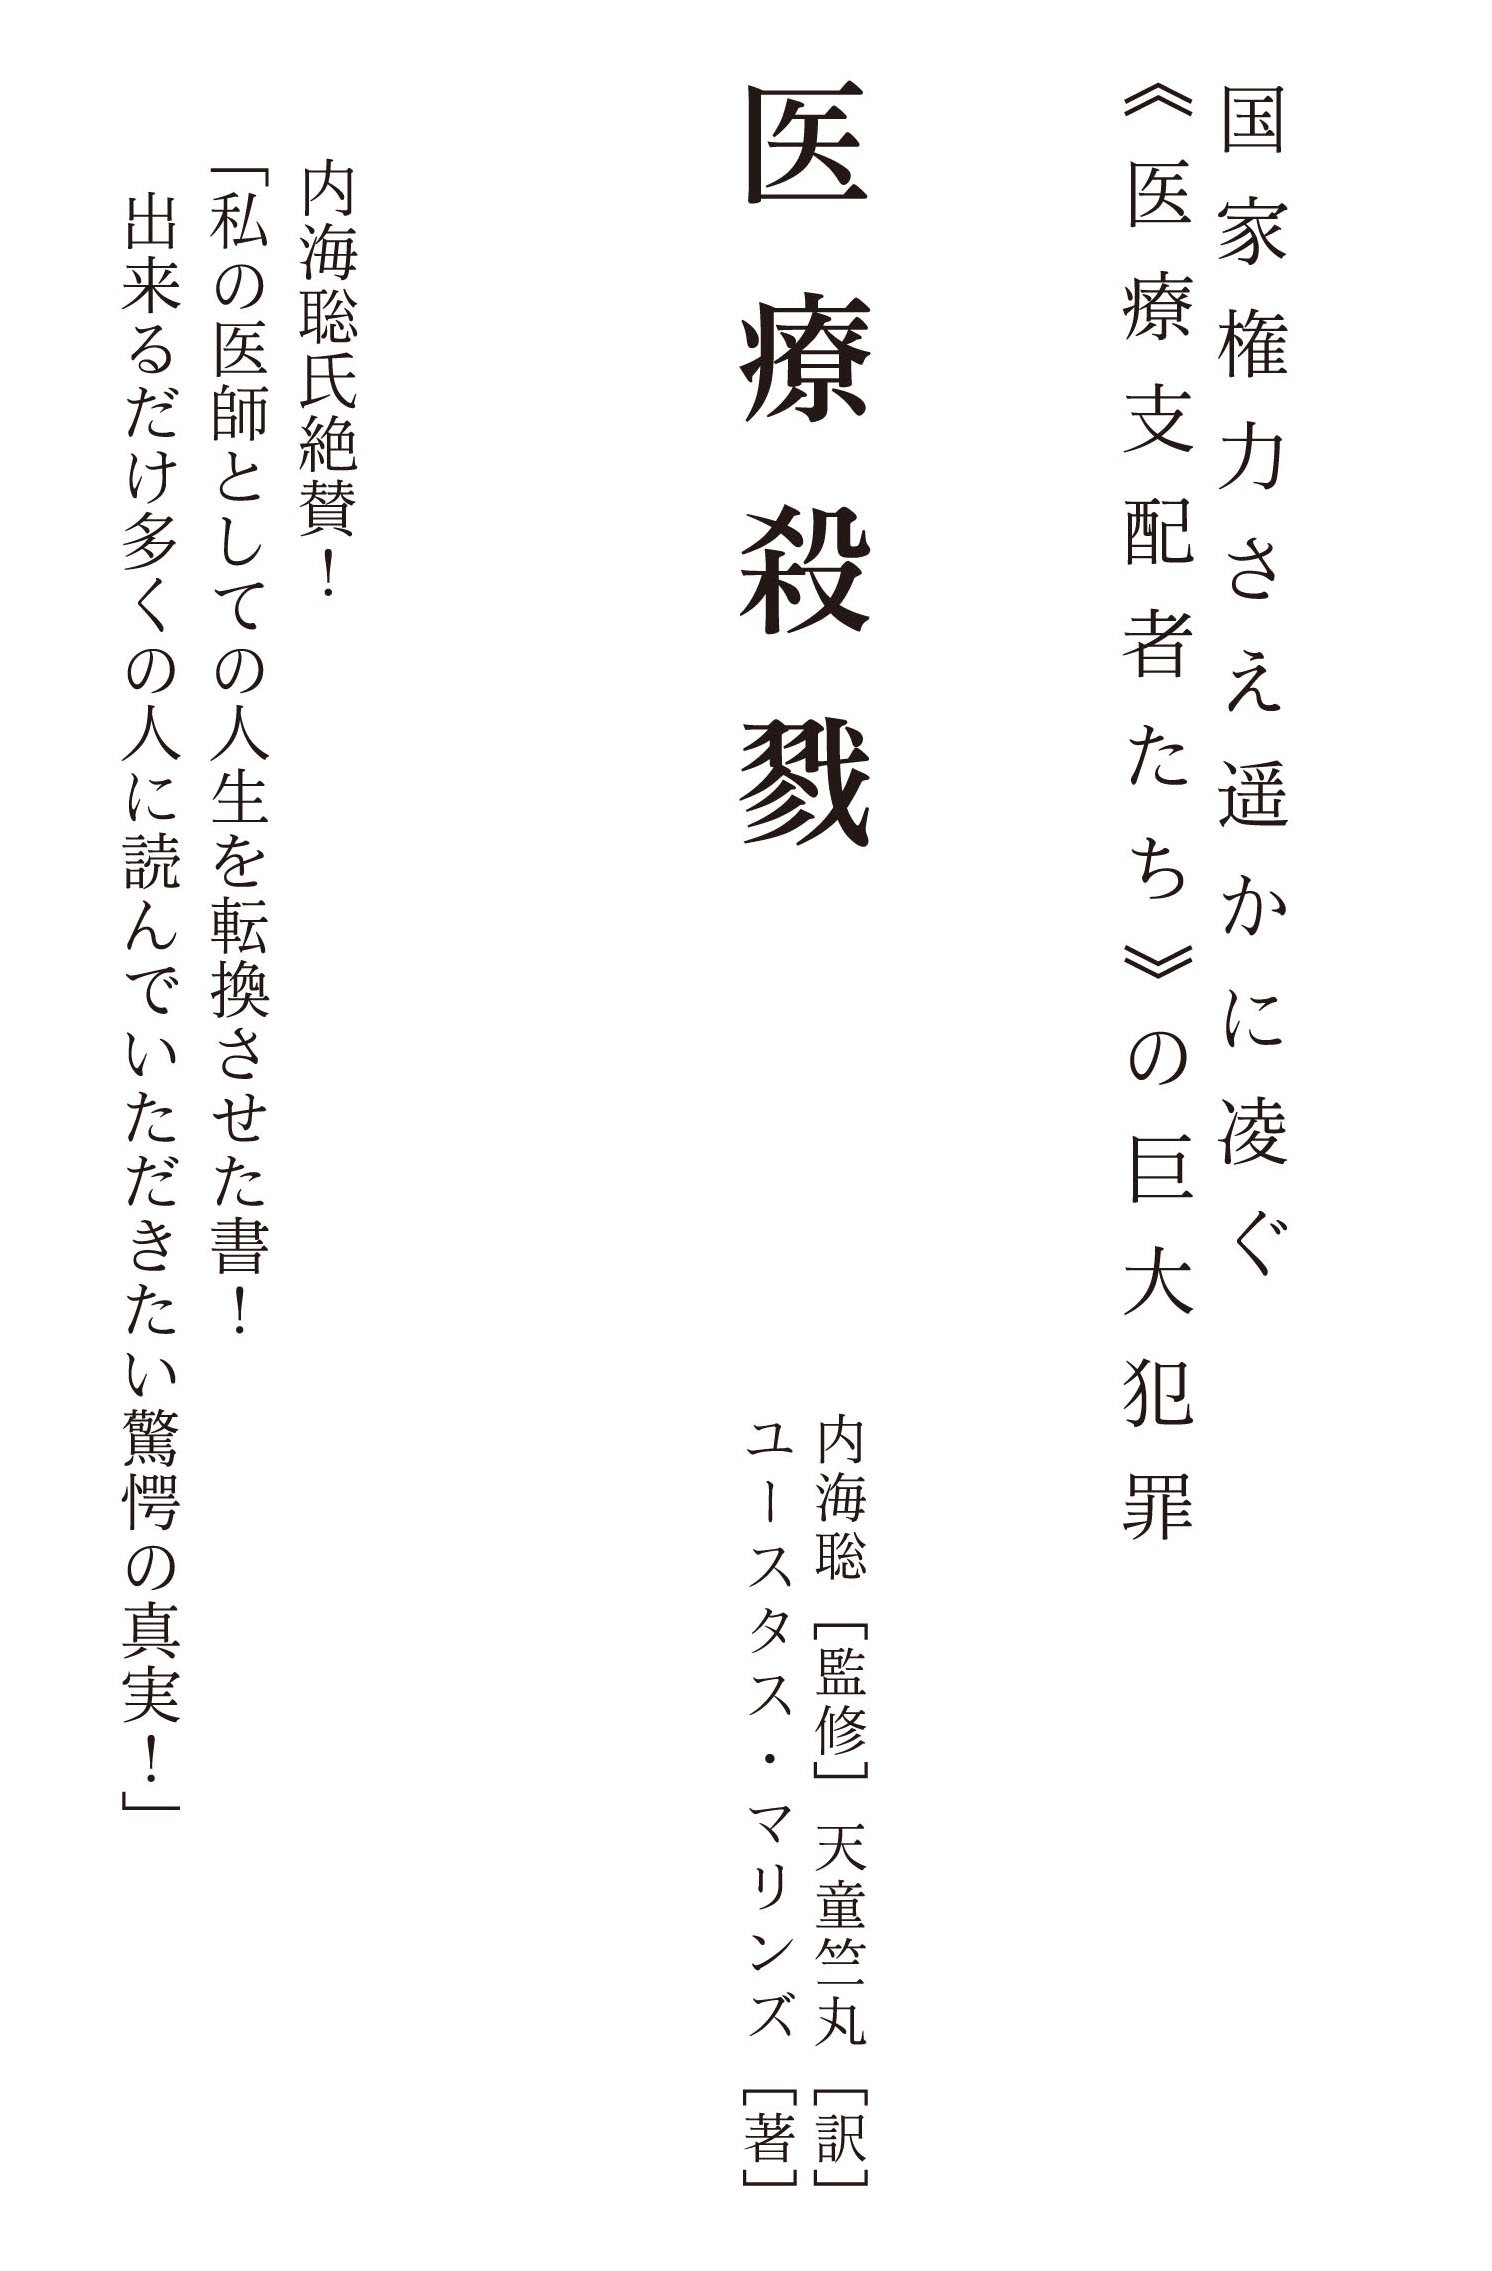 国家権力さえ遥かに凌ぐ
《医療支配者たち》の巨大犯罪
医療殺戮
内海聡［監修］ 天童竺丸［訳］
ユースタス・マリンズ［著］
内海聡氏絶賛！
「私の医師としての人生を転換させた書！
出来るだけ多くの人に読んでいただきたい驚愕の真実！」